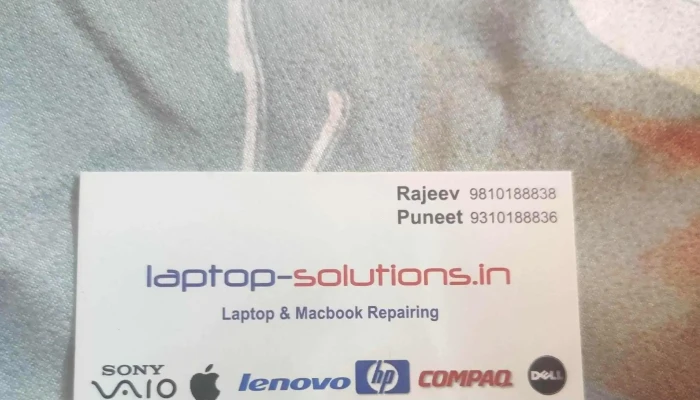 Rajeev 9810188838
Puneet 9310188836
laptop-solutions.in
Laptop & Macbook Repairing
SONY
VAIO
lenovo hp COMPAQ DELL